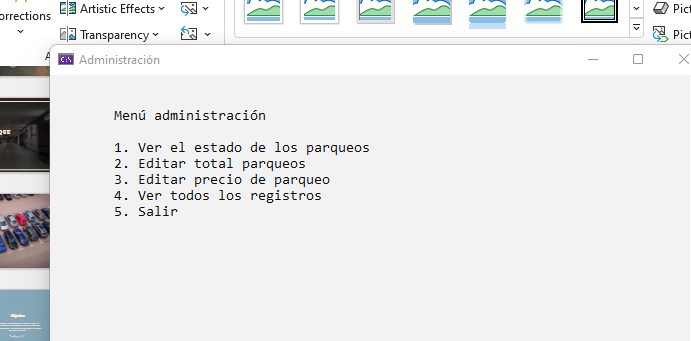 orrections
Artistic Effects
Transparency
Pict
Pict
Administración
Menú administración
1. Ver el estado de los parqueos
2. Editar total parqueos
3. Editar precio de parqueo
4. Ver todos los registros
5. Salir